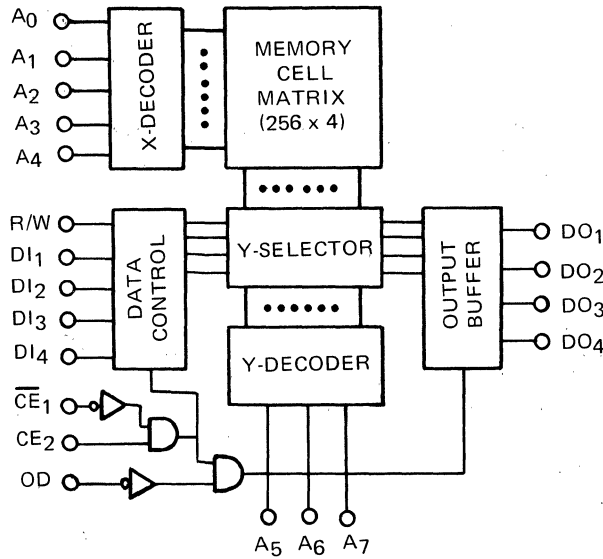 A0
A1
A2
A3
A4
X-DECODER
MEMORY
CELL
MATRIX
(256 x 4)
R/W
DI1
DI2
DI3
DI4
DATA
CONTROL
Y-SELECTOR
OUTPUT
BUFFER
DO1
DO2
DO3
DO4
Y-DECODER
C̅E̅1
CE2
OD
A5
A6
A7